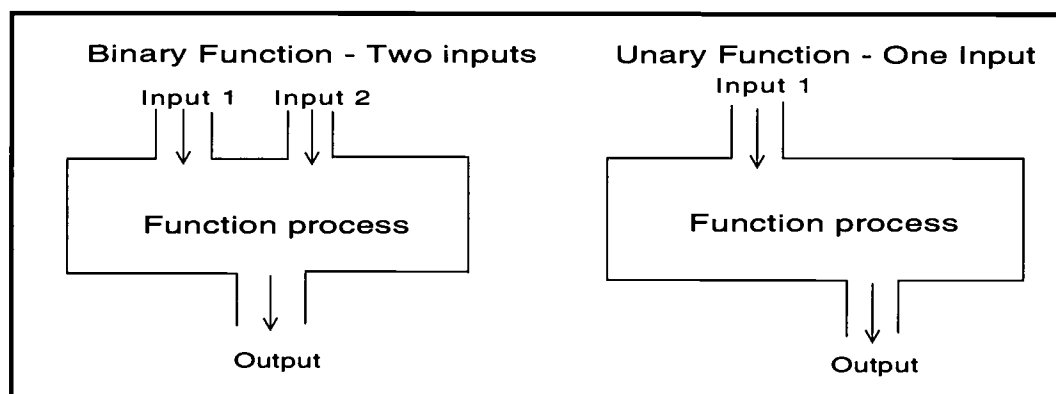 Binary Function - Two inputs
Input 1 Input 2
Function process
Output
Unary Function - One Input
Input 1
Function process
Output